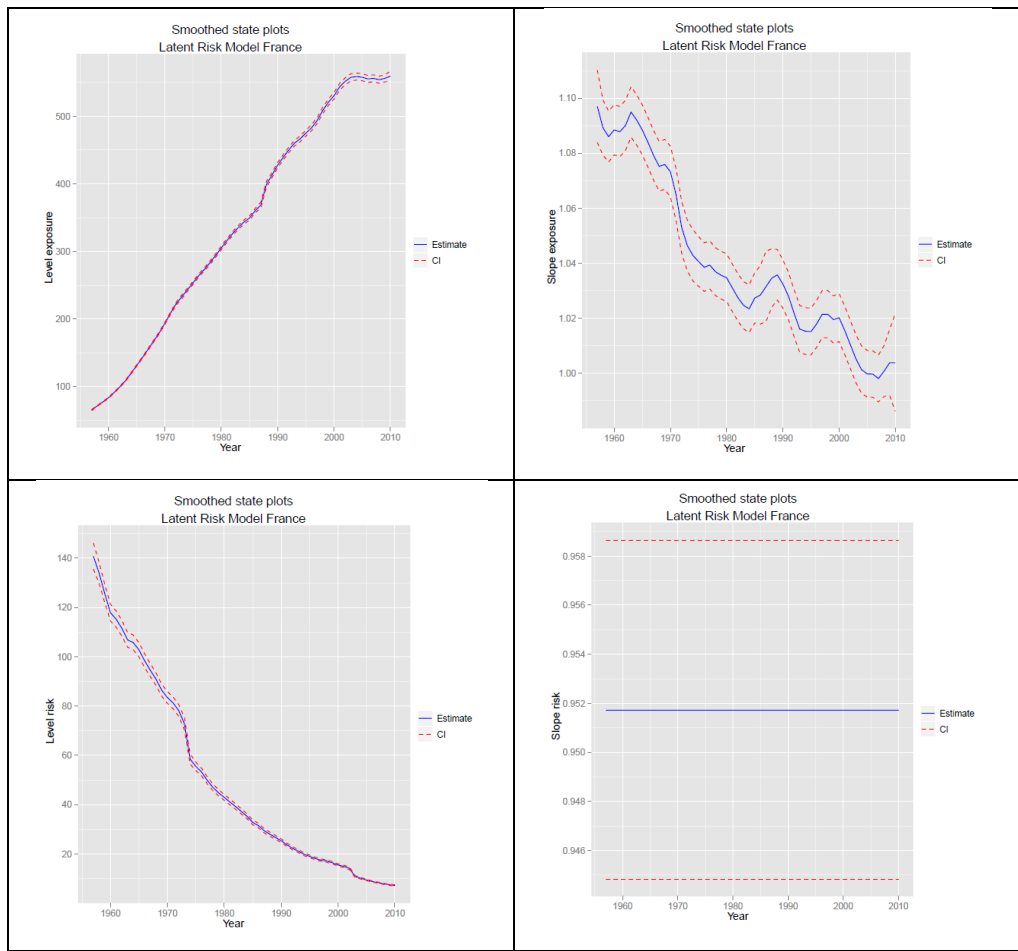 Smoothed state plots
Latent Risk Model France
Level exposure
500
400
300
200
100
1960
1970
1980
1990
2000
2010
Year
Estimate
CI
Smoothed state plots
Latent Risk Model France
Slope exposure
1.10
1.08
1.06
1.04
1.02
1.00
1960
1970
1980
1990
2000
2010
Year
Estimate
CI
Smoothed state plots
Latent Risk Model France
Level risk
140
120
100
80
60
40
20
1960
1970
1980
1990
2000
2010
Year
Estimate
CI
Smoothed state plots
Latent Risk Model France
Slope risk
0.958
0.956
0.954
0.952
0.950
0.948
0.946
1960
1970
1980
1990
2000
2010
Year
Estimate
CI